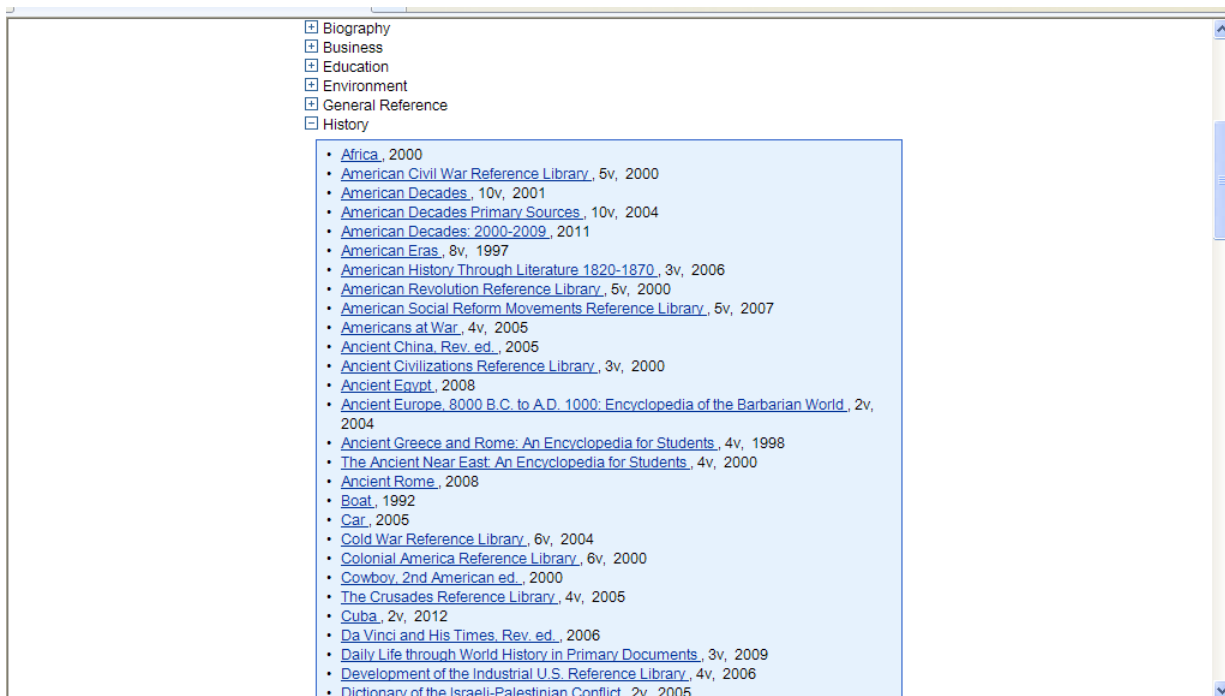 Biography
Business
Education
Environment
General Reference
History
• Africa , 2000
• American Civil War Reference Library , 5v, 2000
• American Decades , 10v, 2001
• American Decades Primary Sources , 10v, 2004
• American Decades: 2000-2009 , 2011
• American Eras , 8v, 1997
• American History Through Literature 1820-1870 , 3v, 2006
• American Revolution Reference Library , 5v, 2000
• American Social Reform Movements Reference Library , 5v, 2007
• Americans at War , 4v, 2005
• Ancient China, Rev. ed. , 2005
• Ancient Civilizations Reference Library , 3v, 2000
• Ancient Egypt , 2008
• Ancient Europe, 8000 B.C. to A.D. 1000: Encyclopedia of the Barbarian World , 2v,
2004
• Ancient Greece and Rome: An Encyclopedia for Students , 4v, 1998
• The Ancient Near East: An Encyclopedia for Students , 4v, 2000
• Ancient Rome , 2008
• Boat , 1992
• Car , 2005
• Cold War Reference Library , 6v, 2004
• Colonial America Reference Library , 6v, 2000
• Cowboy, 2nd American ed. , 2000
• The Crusades Reference Library , 4v, 2005
• Cuba , 2v, 2012
• Da Vinci and His Times, Rev. ed. , 2006
• Daily Life through World History in Primary Documents , 3v, 2009
• Development of the Industrial U.S. Reference Library , 4v, 2006
• Dictionary of the Israeli-Palestinian Conflict , 2v, 2005